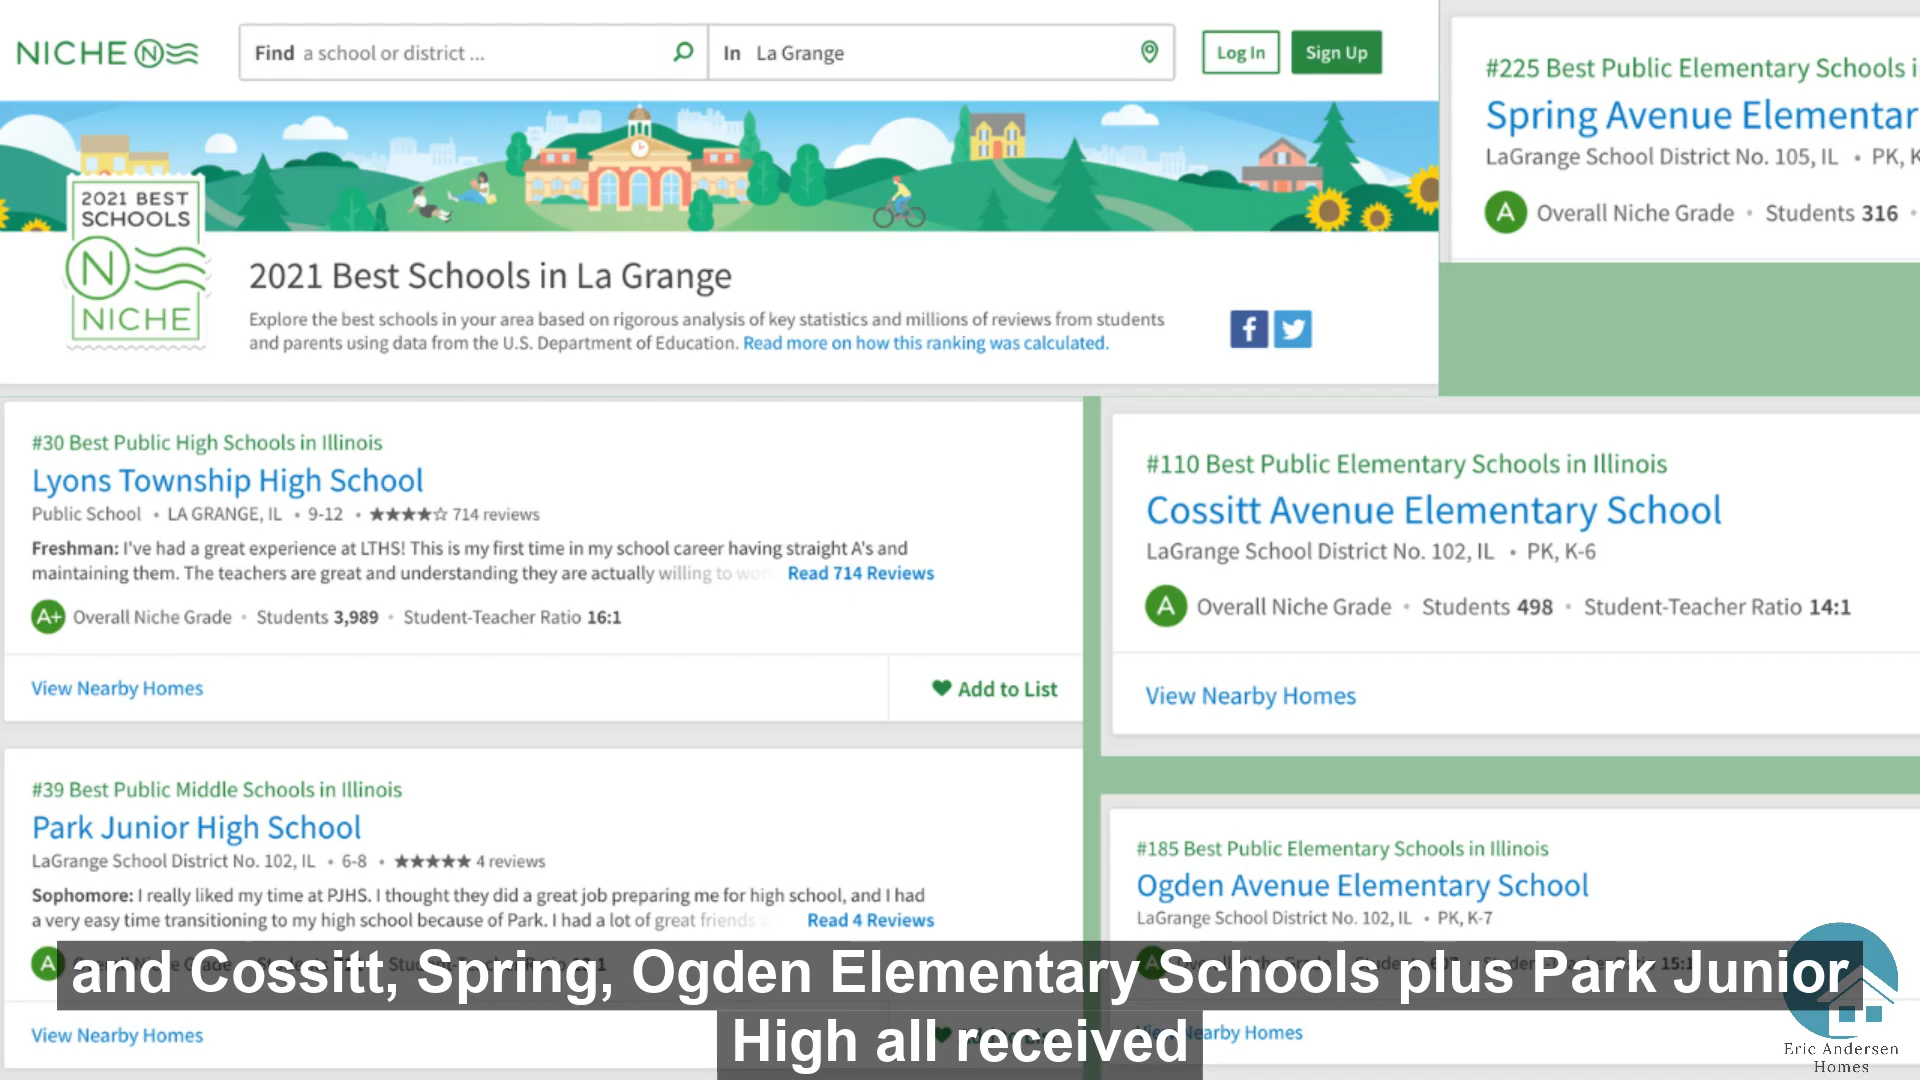 NICHE N
Find a school or district ...
In La Grange
Log In
Sign Up
2021 BEST
SCHOOLS
N
NICHE
2021 Best Schools in La Grange
Explore the best schools in your area based on rigorous analysis of key statistics and millions of reviews from students
and parents using data from the U.S. Department of Education. Read more on how this ranking was calculated.
#225 Best Public Elementary Schools i
Spring Avenue Elementar
LaGrange School District No. 105, IL • PK, K
A Overall Niche Grade • Students 316 •
#30 Best Public High Schools in Illinois
Lyons Township High School
Public School • LA GRANGE, IL • 9-12 • ★★★★☆ 714 reviews
Freshman: I've had a great experience at LTHS! This is my first time in my school career having straight A's and
maintaining them. The teachers are great and understanding they are actually willing to wor Read 714 Reviews
A+ Overall Niche Grade • Students 3,989 • Student-Teacher Ratio 16:1
View Nearby Homes
Add to List
#110 Best Public Elementary Schools in Illinois
Cossitt Avenue Elementary School
LaGrange School District No. 102, IL • PK, K-6
A Overall Niche Grade • Students 498 • Student-Teacher Ratio 14:1
View Nearby Homes
#39 Best Public Middle Schools in Illinois
Park Junior High School
LaGrange School District No. 102, IL • 6-8 • ★★★★★ 4 reviews
Sophomore: I really liked my time at PJHS. I thought they did a great job preparing me for high school, and I had
a very easy time transitioning to my high school because of Park. I had a lot of great friends Read 4 Reviews
A
View Nearby Homes
#185 Best Public Elementary Schools in Illinois
Ogden Avenue Elementary School
LaGrange School District No. 102, IL • PK, K-7
A
Nearby Homes
and Cossitt, Spring, Ogden Elementary Schools plus Park Junior
High all received
Eric Andersen
Homes